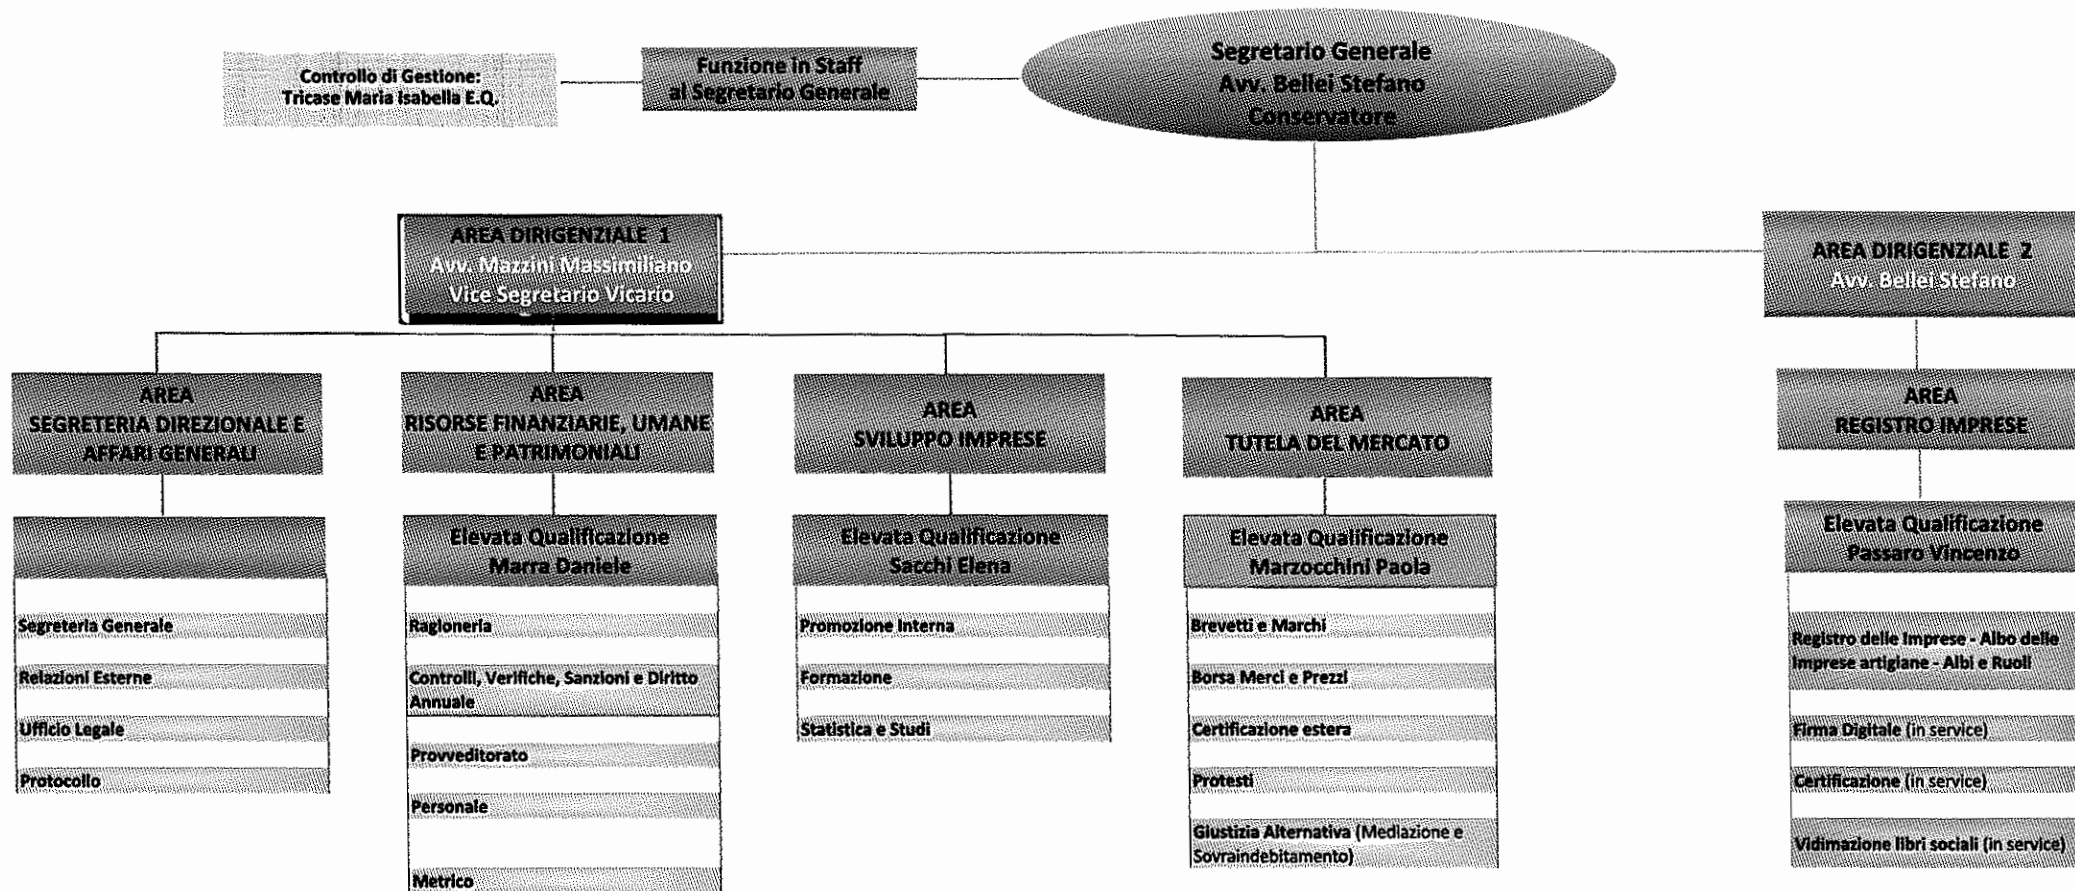 Controllo di Gestione:
Tricase Maria Isabella E.Q.
Funzione in Staff
al Segretario Generale
Segretario Generale
Avv. Bellei Stefano
Conservatore
AREA DIRIGENZIALE 1
Avv. Mazzini Massimiliano
Vice Segretario Vicario
AREA DIRIGENZIALE 2
Avv. Bellei Stefano
AREA
SEGRETERIA DIREZIONALE E
AFFARI GENERALI
AREA
RISORSE FINANZIARIE, UMANE
E PATRIMONIALI
AREA
SVILUPPO IMPRESE
AREA
TUTELA DEL MERCATO
AREA
REGISTRO IMPRESE
Segreteria Generale
Relazioni Esterne
Ufficio Legale
Protocollo
Elevata Qualificazione
Marra Daniele
Ragioneria
Controlli, Verifiche, Sanzioni e Diritto
Annuale
Provveditorato
Personale
Metrico
Elevata Qualificazione
Sacchi Elena
Promozione Interna
Formazione
Statistica e Studi
Elevata Qualificazione
Marzocchini Paola
Brevetti e Marchi
Borsa Merci e Prezzi
Certificazione estera
Protesti
Giustizia Alternativa (Mediazione e
Sovraindebitamento)
Elevata Qualificazione
Passaro Vincenzo
Registro delle Imprese - Albo delle
Imprese artigiane - Albi e Ruoli
Firma Digitale (in service)
Certificazione (in service)
Vidimazione libri sociali (in service)